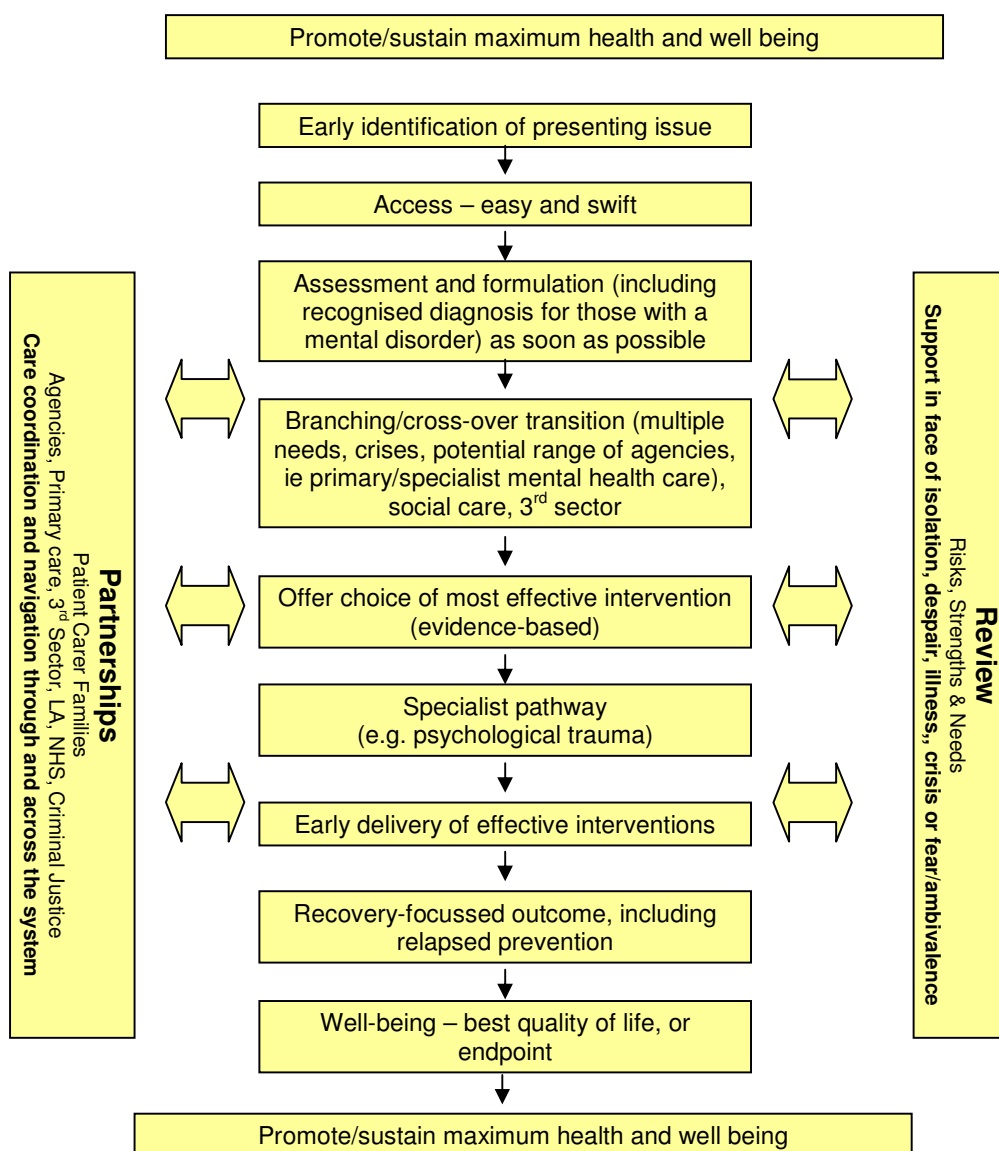 Promote/sustain maximum health and well being
Early identification of presenting issue
Access – easy and swift
Assessment and formulation (including
recognised diagnosis for those with a
mental disorder) as soon as possible
Branching/cross-over transition (multiple
needs, crises, potential range of agencies,
ie primary/specialist mental health care),
social care, 3rd sector
Offer choice of most effective intervention
(evidence-based)
Specialist pathway
(e.g. psychological trauma)
Early delivery of effective interventions
Recovery-focussed outcome, including
relapsed prevention
Well-being – best quality of life, or
endpoint
Promote/sustain maximum health and well being
Partnerships
Patient Carer Families
Agencies, Primary care, 3rd Sector, LA, NHS, Criminal Justice
Care coordination and navigation through and across the system
Review
Risks, Strengths & Needs
Support in face of isolation, despair, illness,, crisis or fear/ambivalence